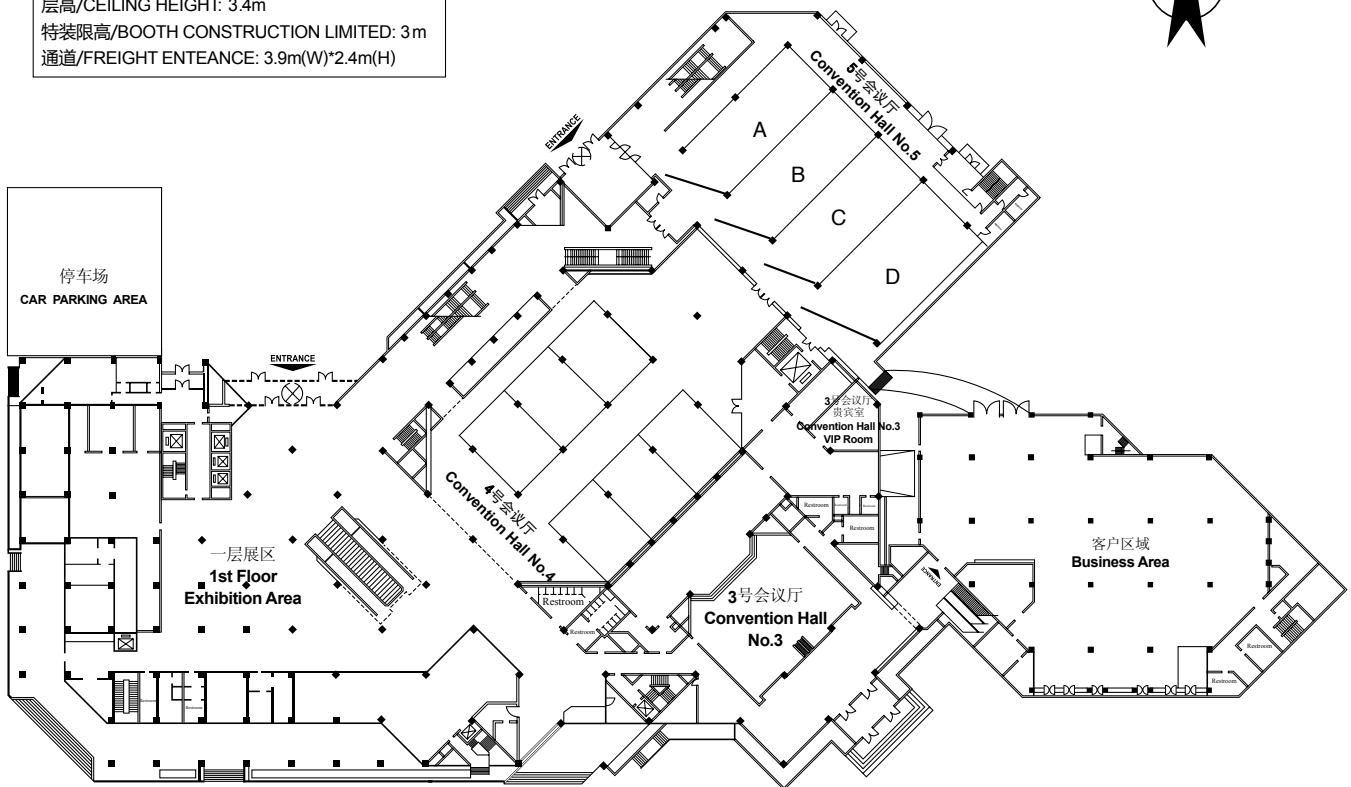 层高/CEILING HEIGHT: 3.4m
特装限高/BOOTH CONSTRUCTION LIMITED: 3m
通道/FREIGHT ENTEANCE: 3.9m(W)*2.4m(H)
5号会议厅
Convention Hall No.5
ENTRANCE
A
B
C
D
停车场
CAR PARKING AREA
ENTRANCE
3号会议厅
贵宾室
Convention Hall No.3
VIP Room
4号会议厅
Convention Hall No.4
Restroom
Restroom
一层展区
1st Floor
Exhibition Area
客户区域
Business Area
ENTRANCE
Restroom
Restroom
3号会议厅
Convention Hall
No.3
Restroom
Restroom
Restroom